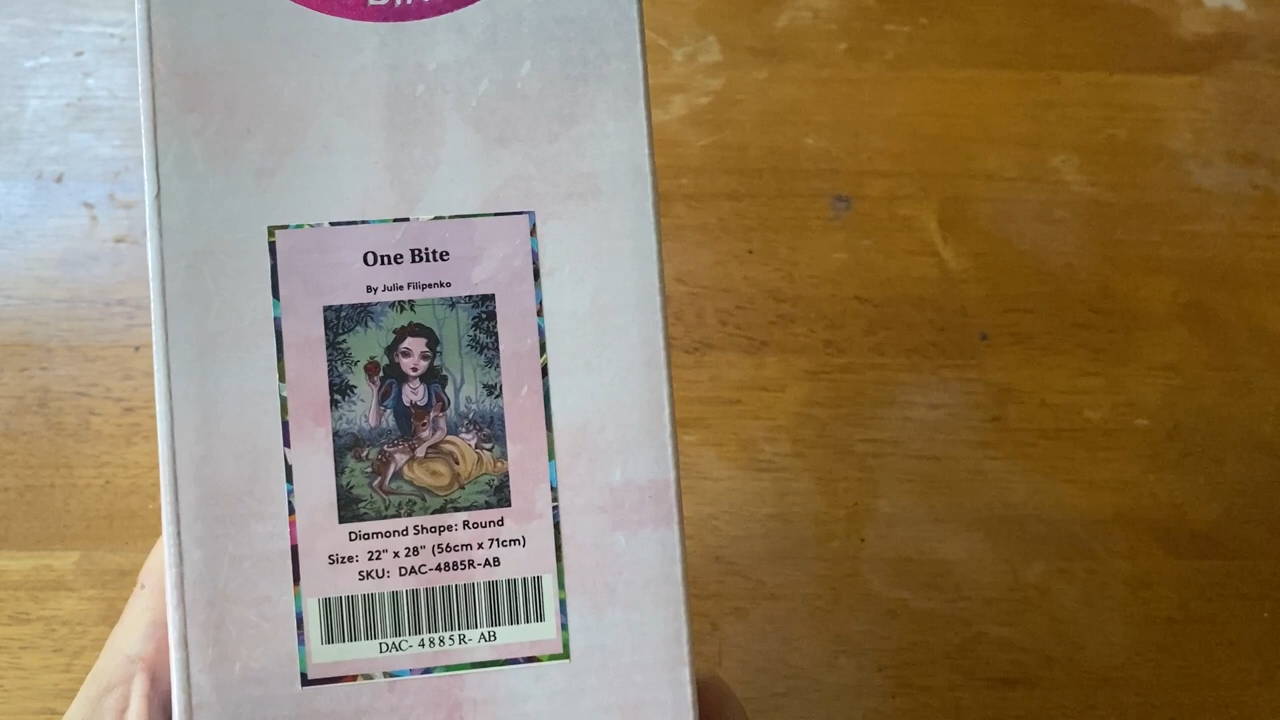 One Bite
By Julie Filipenko
Diamond Shape: Round
Size: 22" x 28" (56cm x 71cm)
SKU: DAC-4885R-AB
DAC- 4885R- AB